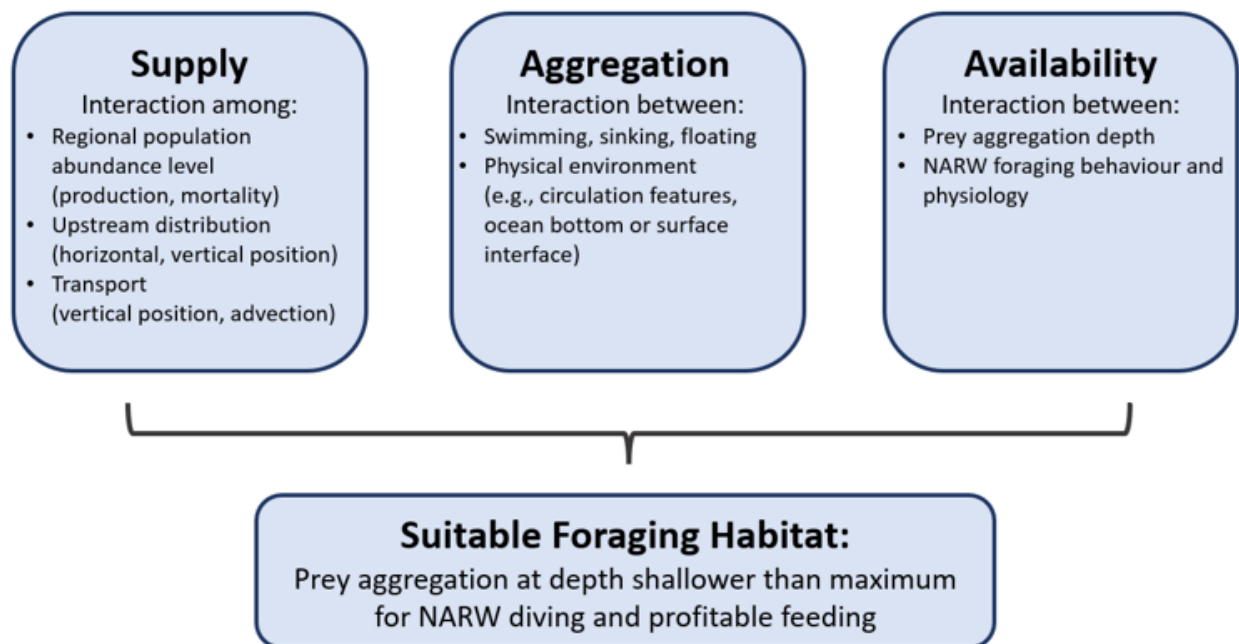 Supply
Interaction among:
• Regional population
abundance level
(production, mortality)
• Upstream distribution
(horizontal, vertical position)
• Transport
(vertical position, advection)
Aggregation
Interaction between:
• Swimming, sinking, floating
• Physical environment
(e.g., circulation features,
ocean bottom or surface
interface)
Availability
Interaction between:
• Prey aggregation depth
• NARW foraging behaviour and
physiology
Suitable Foraging Habitat:
Prey aggregation at depth shallower than maximum
for NARW diving and profitable feeding